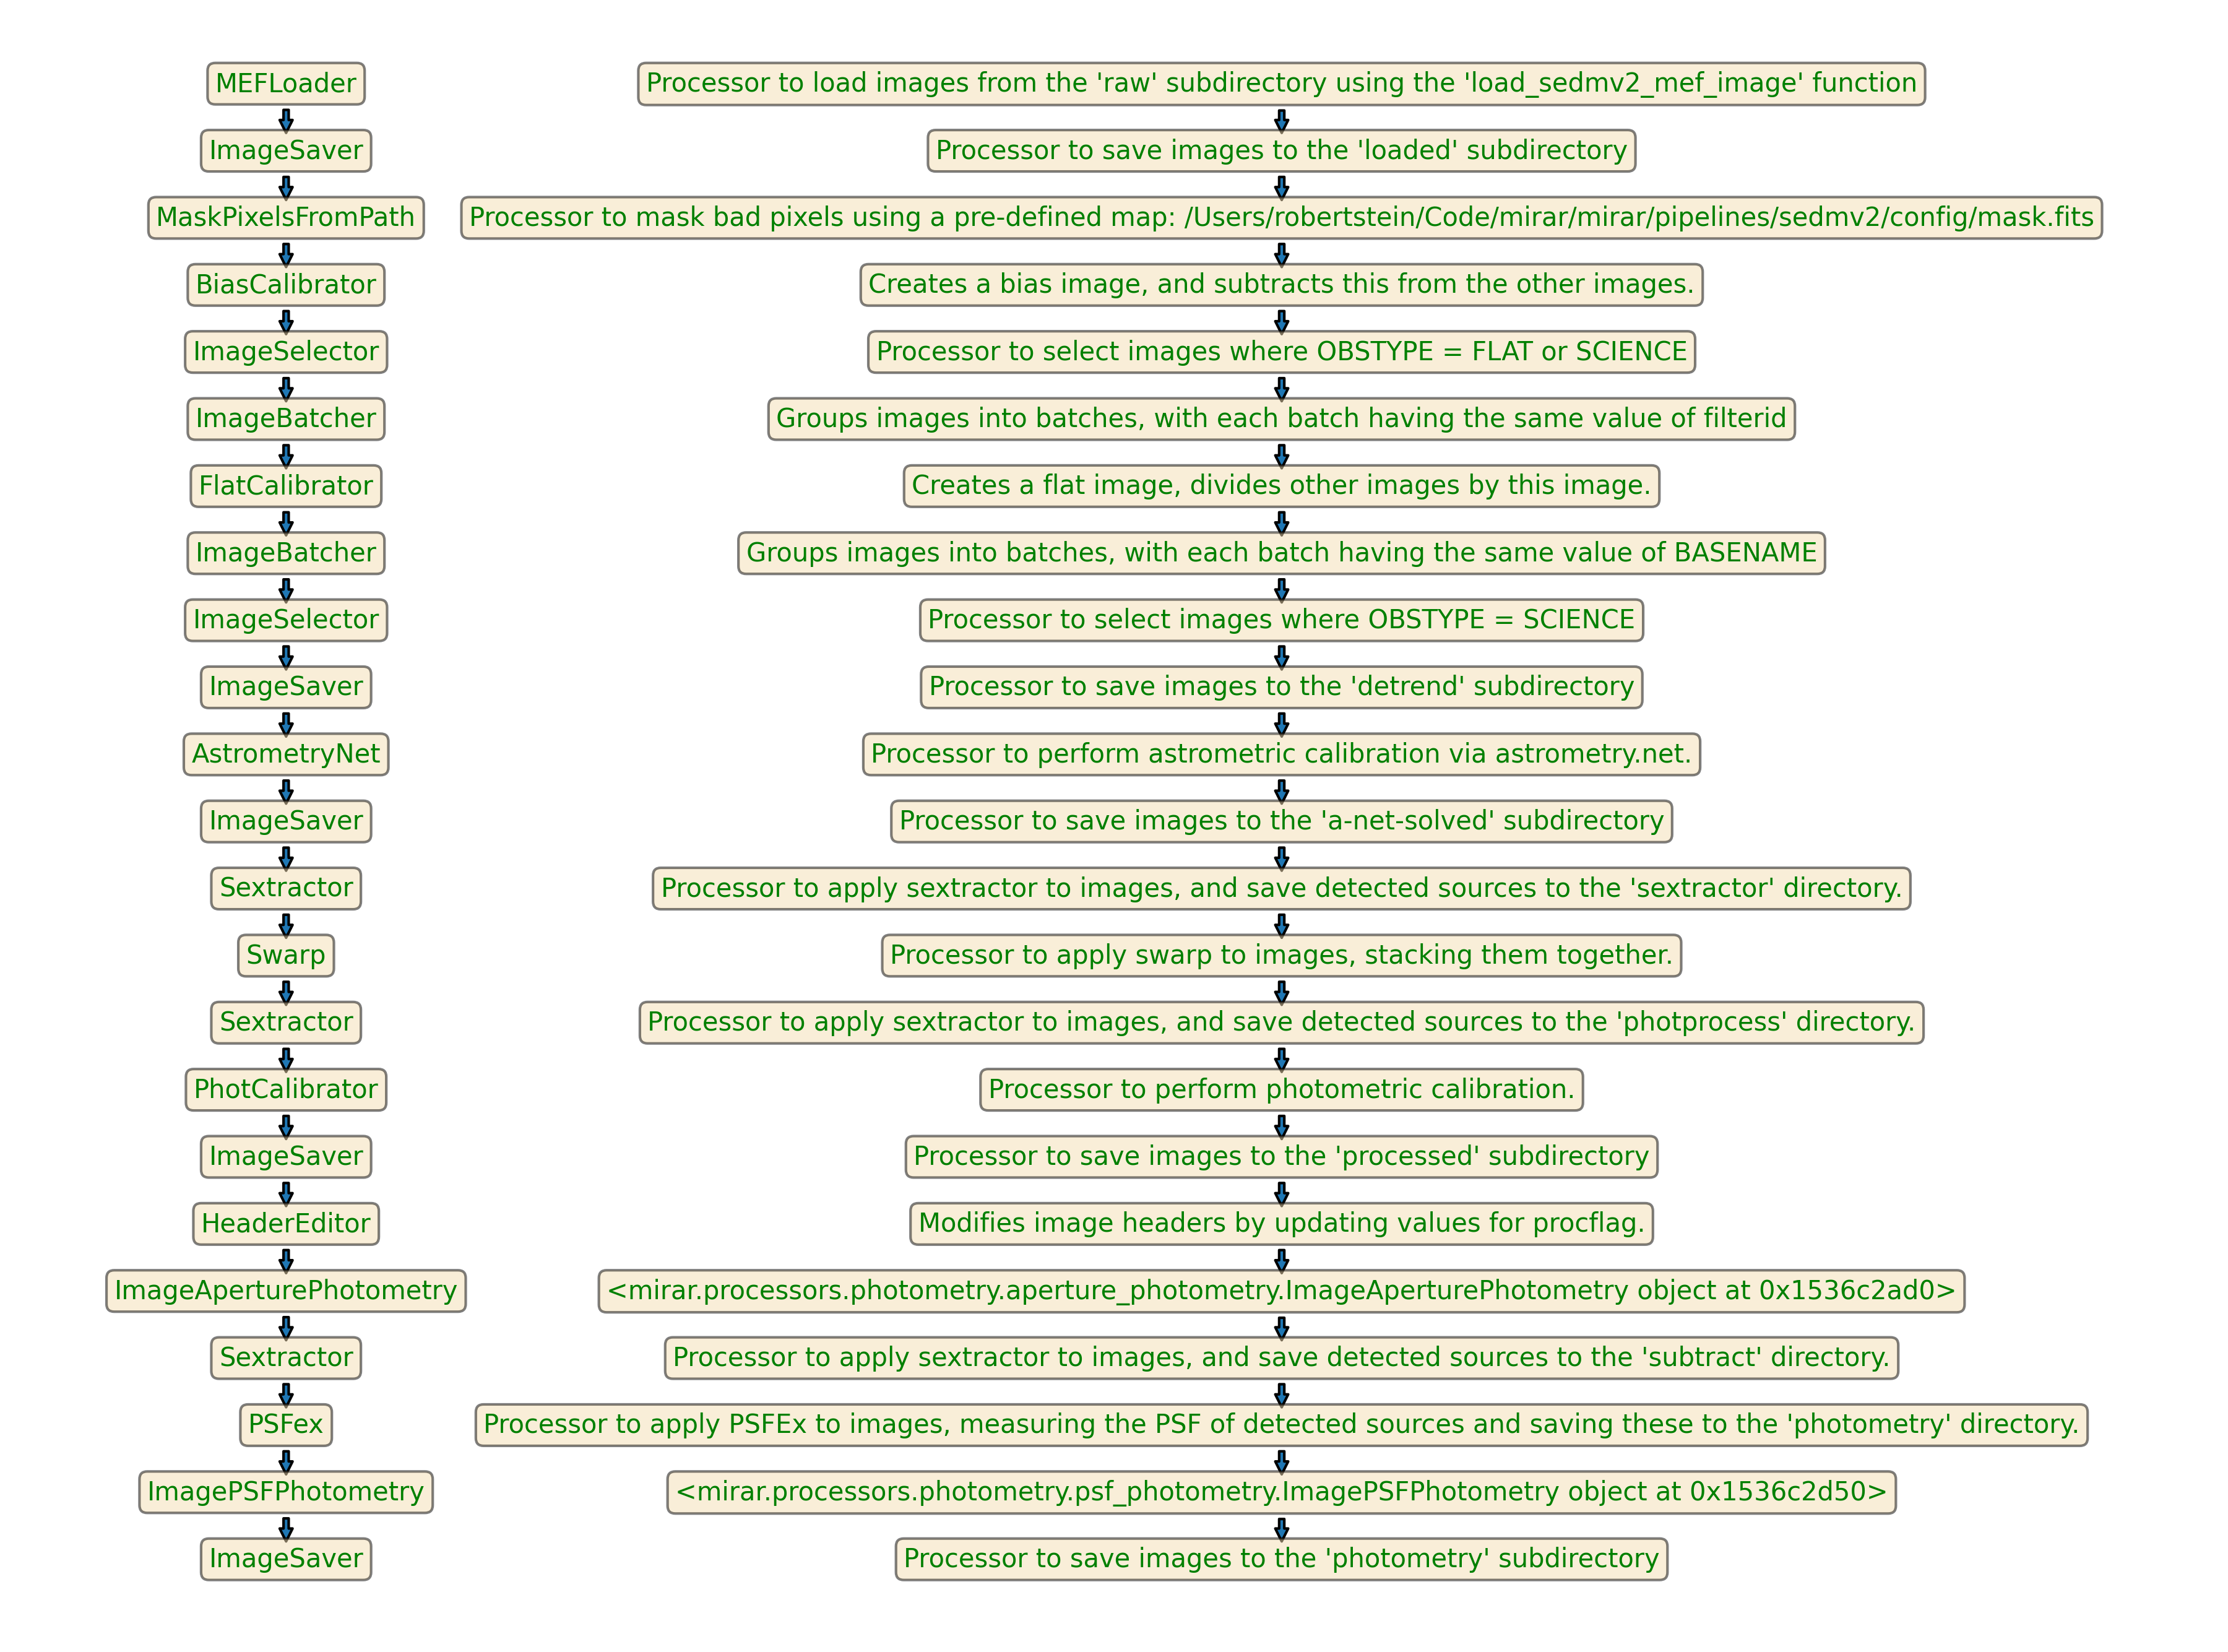 MEFLoader
Processor to load images from the 'raw' subdirectory using the 'load_sedmv2_mef_image' function
ImageSaver
Processor to save images to the 'loaded' subdirectory
MaskPixelsFromPath
Processor to mask bad pixels using a pre-defined map: /Users/robertstein/Code/mirar/mirar/pipelines/sedmv2/config/mask.fits
BiasCalibrator
Creates a bias image, and subtracts this from the other images.
ImageSelector
Processor to select images where OBSTYPE = FLAT or SCIENCE
ImageBatcher
Groups images into batches, with each batch having the same value of filterid
FlatCalibrator
Creates a flat image, divides other images by this image.
ImageBatcher
Groups images into batches, with each batch having the same value of BASENAME
ImageSelector
Processor to select images where OBSTYPE = SCIENCE
ImageSaver
Processor to save images to the 'detrend' subdirectory
AstrometryNet
Processor to perform astrometric calibration via astrometry.net.
ImageSaver
Processor to save images to the 'a-net-solved' subdirectory
Sextractor
Processor to apply sextractor to images, and save detected sources to the 'sextractor' directory.
Swarp
Processor to apply swarp to images, stacking them together.
Sextractor
Processor to apply sextractor to images, and save detected sources to the 'photprocess' directory.
PhotCalibrator
Processor to perform photometric calibration.
ImageSaver
Processor to save images to the 'processed' subdirectory
HeaderEditor
Modifies image headers by updating values for procflag.
ImageAperturePhotometry
<mirar.processors.photometry.aperture_photometry.ImageAperturePhotometry object at 0x1536c2ad0>
Sextractor
Processor to apply sextractor to images, and save detected sources to the 'subtract' directory.
PSFex
Processor to apply PSFEx to images, measuring the PSF of detected sources and saving these to the 'photometry' directory.
ImagePSFPhotometry
<mirar.processors.photometry.psf_photometry.ImagePSFPhotometry object at 0x1536c2d50>
ImageSaver
Processor to save images to the 'photometry' subdirectory